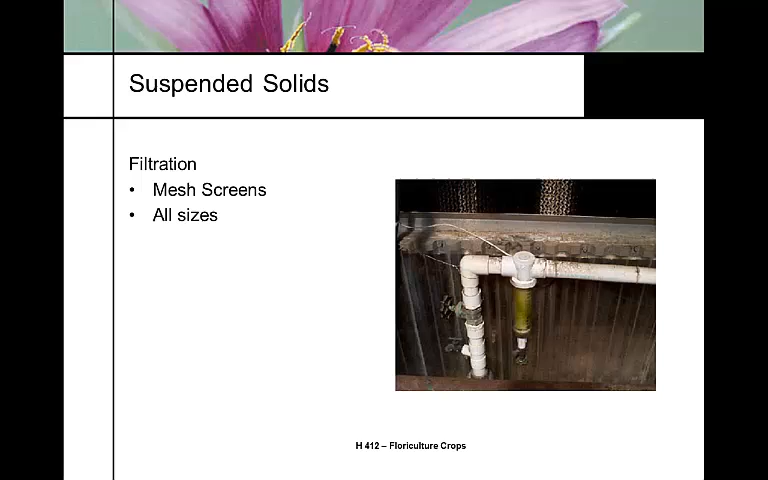 Suspended Solids
Filtration
• Mesh Screens
• All sizes
H 412 – Floriculture Crops